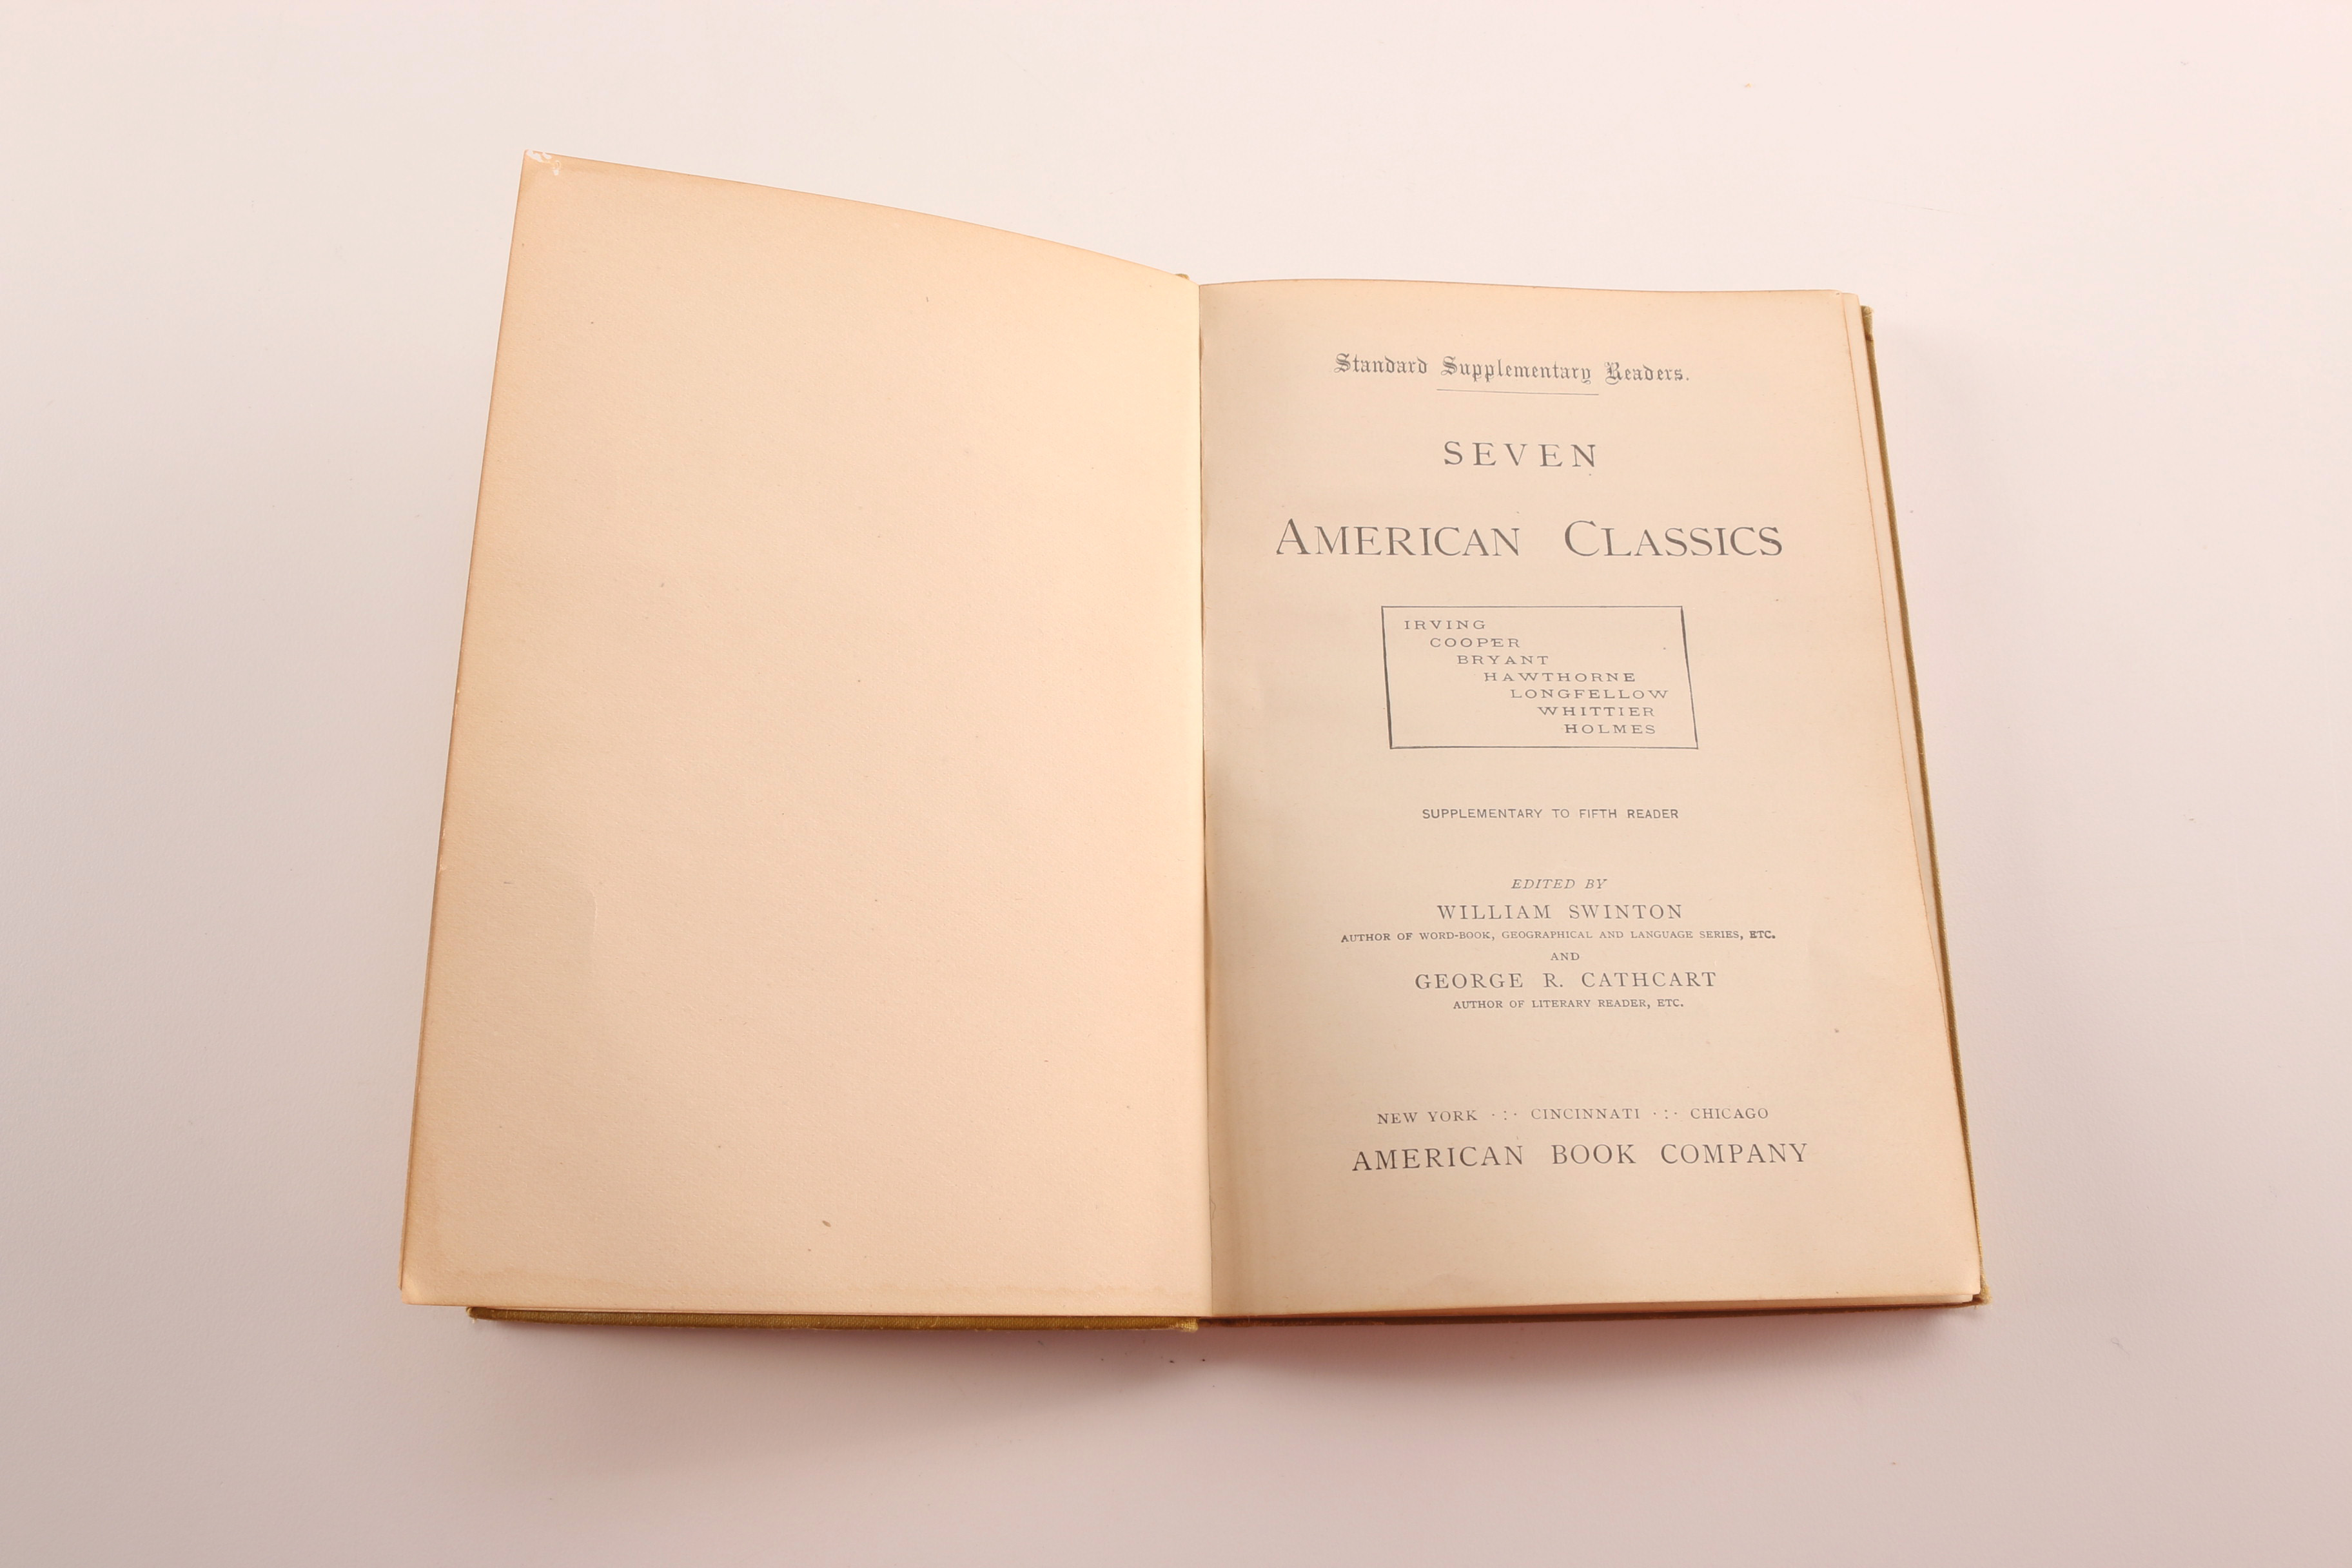 Standard Supplementary Readers.
SEVEN
AMERICAN CLASSICS
IRVING
COOPER
BRYANT
HAWTHORNE
LONGFELLOW
WHITTIER
HOLMES
SUPPLEMENTARY TO FIFTH READER
EDITED BY
WILLIAM SWINTON
AUTHOR OF WORD-BOOK, GEOGRAPHICAL AND LANGUAGE SERIES, ETC.
AND
GEORGE R. CATHCART
AUTHOR OF LITERARY READER, ETC.
NEW YORK ·:· CINCINNATI ·:· CHICAGO
AMERICAN BOOK COMPANY